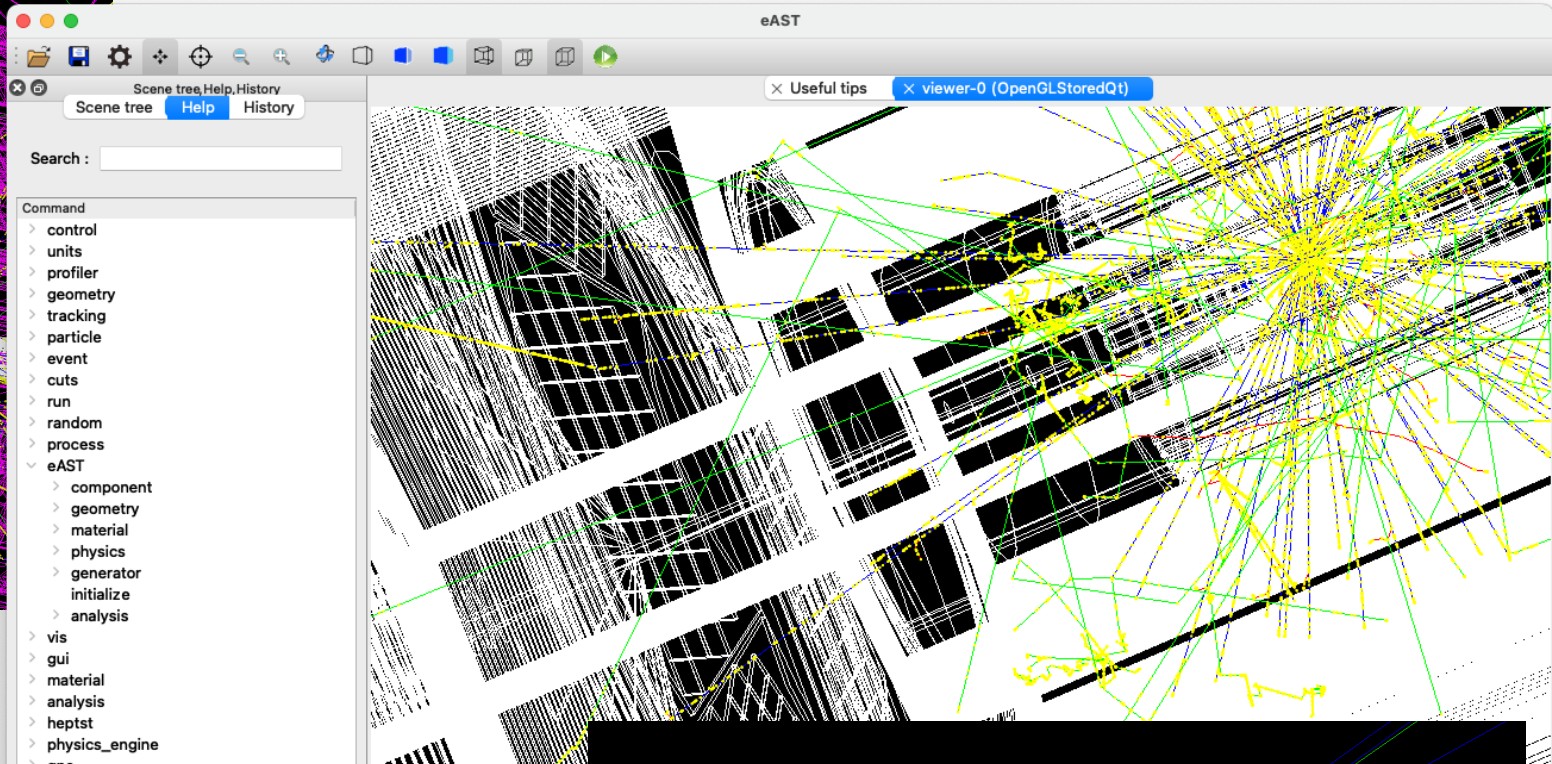 eAST
Scene tree,Help,History
Useful tips
viewer-0 (OpenGLStoredQt)
Scene tree
Help
History
Search :
Command
control
units
profiler
geometry
tracking
particle
event
cuts
run
random
process
eAST
component
geometry
material
physics
generator
initialize
analysis
vis
gui
material
analysis
heptst
physics_engine